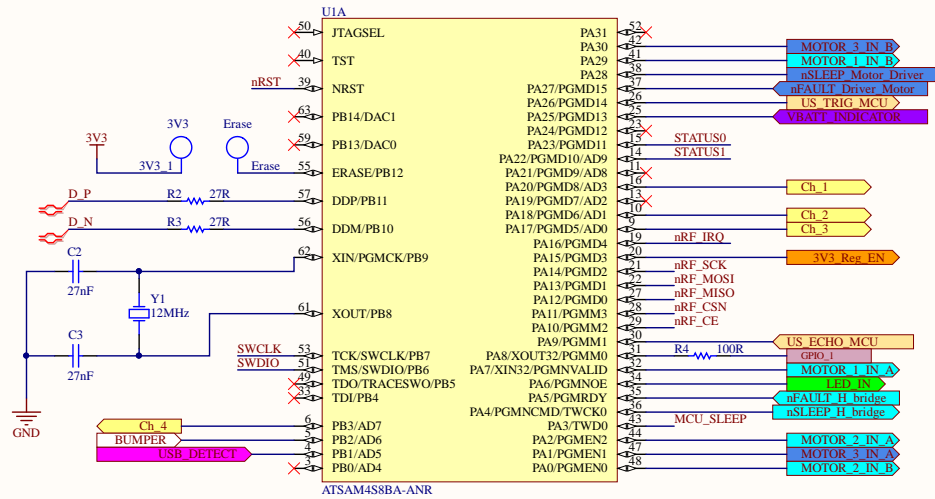 U1A
50 JTAGSEL PA31 52
PA30 42 MOTOR_3_IN_B
40 TST PA29 41 MOTOR_1_IN_B
PA28 38 nSLEEP_Motor_Driver
nRST 39 NRST PA27/PGMD15 37 nFAULT_Driver_Motor
PA26/PGMD14 26 US_TRIG_MCU
63 PB14/DAC1 PA25/PGMD13 25 VBATT_INDICATOR
PA24/PGMD12 23
3V3 3V3 Erase 59 PB13/DAC0 PA23/PGMD11 15 STATUS0
PA22/PGMD10/AD9 14 STATUS1
3V3_1 Erase 55 ERASE/PB12 PA21/PGMD9/AD8 11
PA20/PGMD8/AD3 16 Ch_1
D_P R2 27R 57 DDP/PB11 PA19/PGMD7/AD2 13
PA18/PGMD6/AD1 10 Ch_2
D_N R3 27R 56 DDM/PB10 PA17/PGMD5/AD0 9 Ch_3
PA16/PGMD4 19 nRF_IRQ
C2 27nF 62 XIN/PGMCK/PB9 PA15/PGMD3 20 3V3_Reg_EN
PA14/PGMD2 21 nRF_SCK
PA13/PGMD1 22 nRF_MOSI
Y1 12MHz PA12/PGMD0 27 nRF_MISO
61 XOUT/PB8 PA11/PGMM3 28 nRF_CSN
PA10/PGMM2 29 nRF_CE
C3 27nF PA9/PGMM1 30 US_ECHO_MCU
SWCLK 53 TCK/SWCLK/PB7 PA8/XOUT32/PGMM0 31 R4 100R GPIO_1
SWDIO 51 TMS/SWDIO/PB6 PA7/XIN32/PGMNVALID 32 MOTOR_1_IN_A
49 TDO/TRACESWO/PB5 PA6/PGMNOE 34 LED_IN
33 TDI/PB4 PA5/PGMRDY 35 nFAULT_H_bridge
GND PA4/PGMNCMD/TWCK0 36 nSLEEP_H_bridge
Ch_4 6 PB3/AD7 PA3/TWD0 43 MCU_SLEEP
BUMPER 5 PB2/AD6 PA2/PGMEN2 44 MOTOR_2_IN_A
USB_DETECT 4 PB1/AD5 PA1/PGMEN1 47 MOTOR_3_IN_A
3 PB0/AD4 PA0/PGMEN0 48 MOTOR_2_IN_B
ATSAM4S8BA-ANR